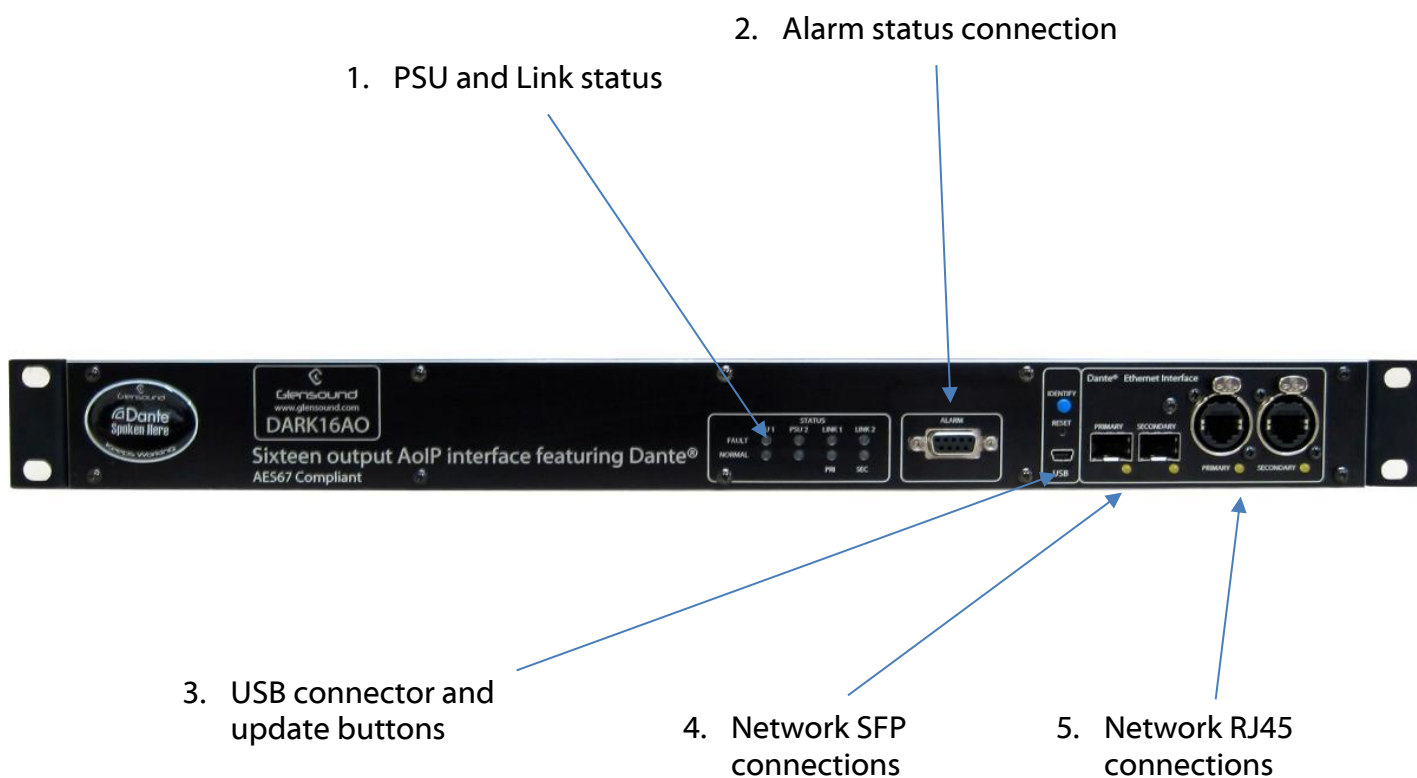 2. Alarm status connection
1. PSU and Link status
Glensound
Dante
Spoken Here
Keeps Working
Glensound
www.glensound.com
DARK16AO
Sixteen output AoIP interface featuring Dante®
AES67 Compliant
STATUS
PSU 2 LINK 1 LINK 2
FAULT
NORMAL
PRI SEC
ALARM
IDENTIFY
RESET
USB
Dante® Ethernet Interface
PRIMARY SECONDARY
PRIMARY SECONDARY
3. USB connector and
update buttons
4. Network SFP
connections
5. Network RJ45
connections